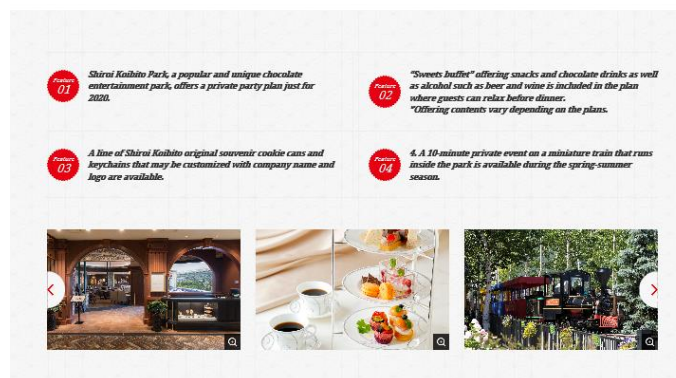 Feature
01
Shiroi Koibito Park, a popular and unique chocolate
entertainment park, offers a private party plan just for
2020.
Feature
02
"Sweets buffet" offering snacks and chocolate drinks as well
as alcohol such as beer and wine is included in the plan
where guests can relax before dinner.
*Offering contents vary depending on the plans.
Feature
03
A line of Shiroi Koibito original souvenir cookie cans and
keychains that may be customized with company name and
logo are available.
Feature
04
4. A 10-minute private event on a miniature train that runs
inside the park is available during the spring-summer
season.